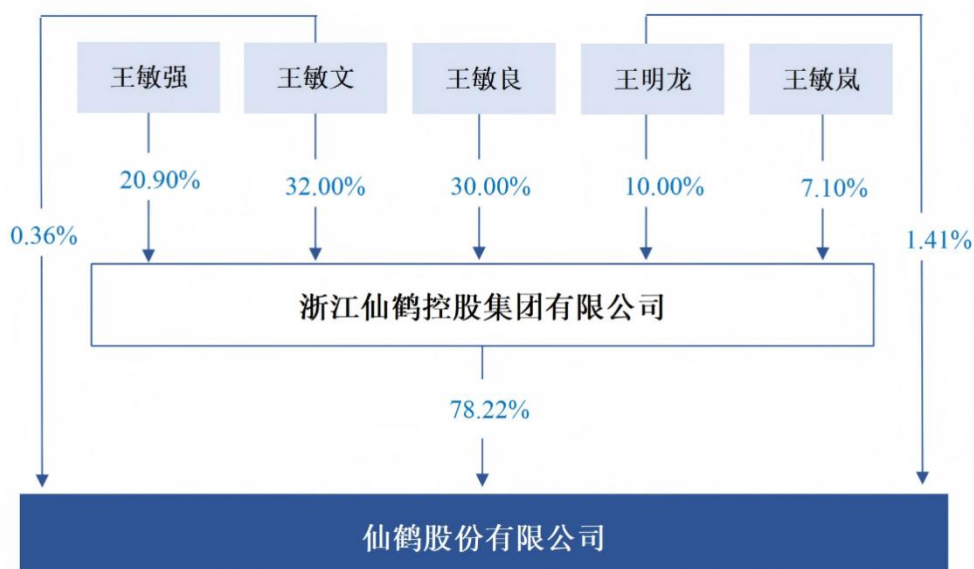 王敏强
王敏文
王敏良
王明龙
王敏岚
20.90%
32.00%
30.00%
10.00%
7.10%
0.36%
1.41%
浙江仙鹤控股集团有限公司
78.22%
仙鹤股份有限公司